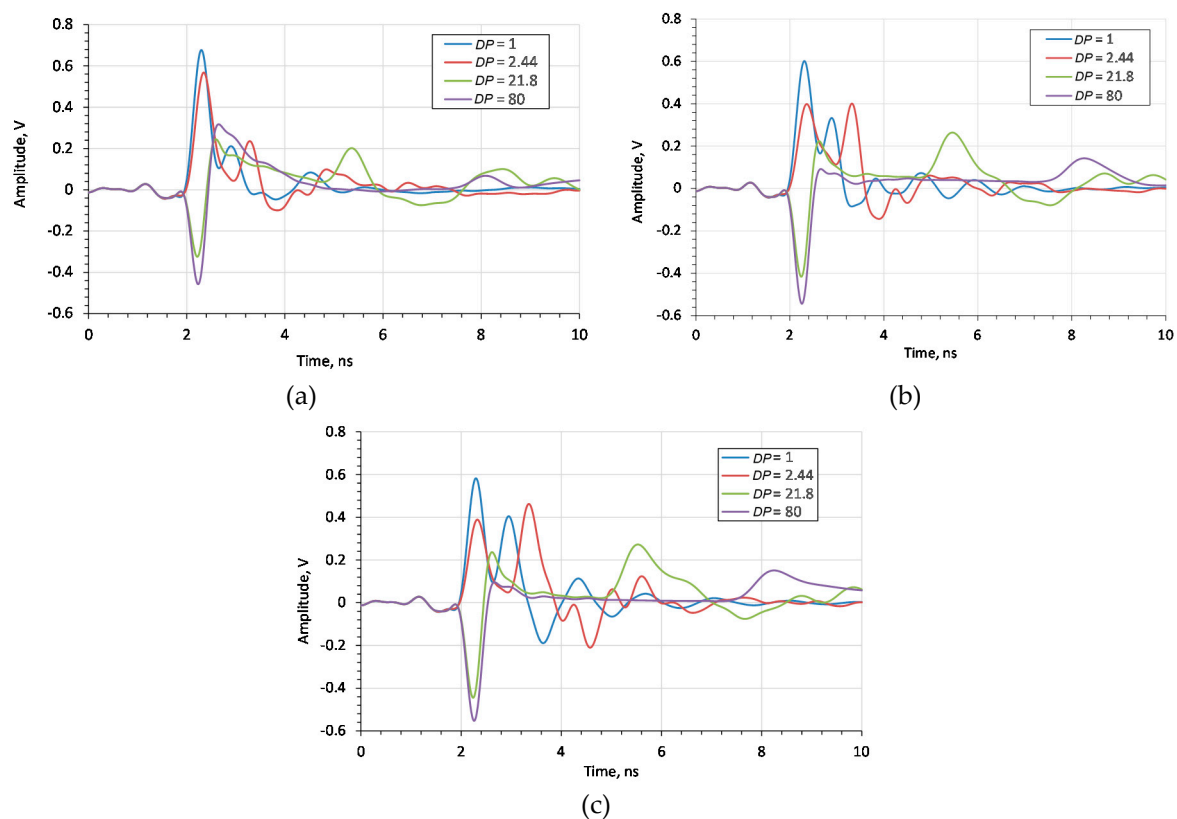 0.8
0.6
0.4
0.2
0
-0.2
-0.4
-0.6
Amplitude, V
DP = 1
DP = 2.44
DP = 21.8
DP = 80
0 2 4 6 8 10
Time, ns
(a)
0.8
0.6
0.4
0.2
0
-0.2
-0.4
-0.6
Amplitude, V
DP = 1
DP = 2.44
DP = 21.8
DP = 80
0 2 4 6 8 10
Time, ns
(b)
0.8
0.6
0.4
0.2
0
-0.2
-0.4
-0.6
Amplitude, V
DP = 1
DP = 2.44
DP = 21.8
DP = 80
0 2 4 6 8 10
Time, ns
(c)